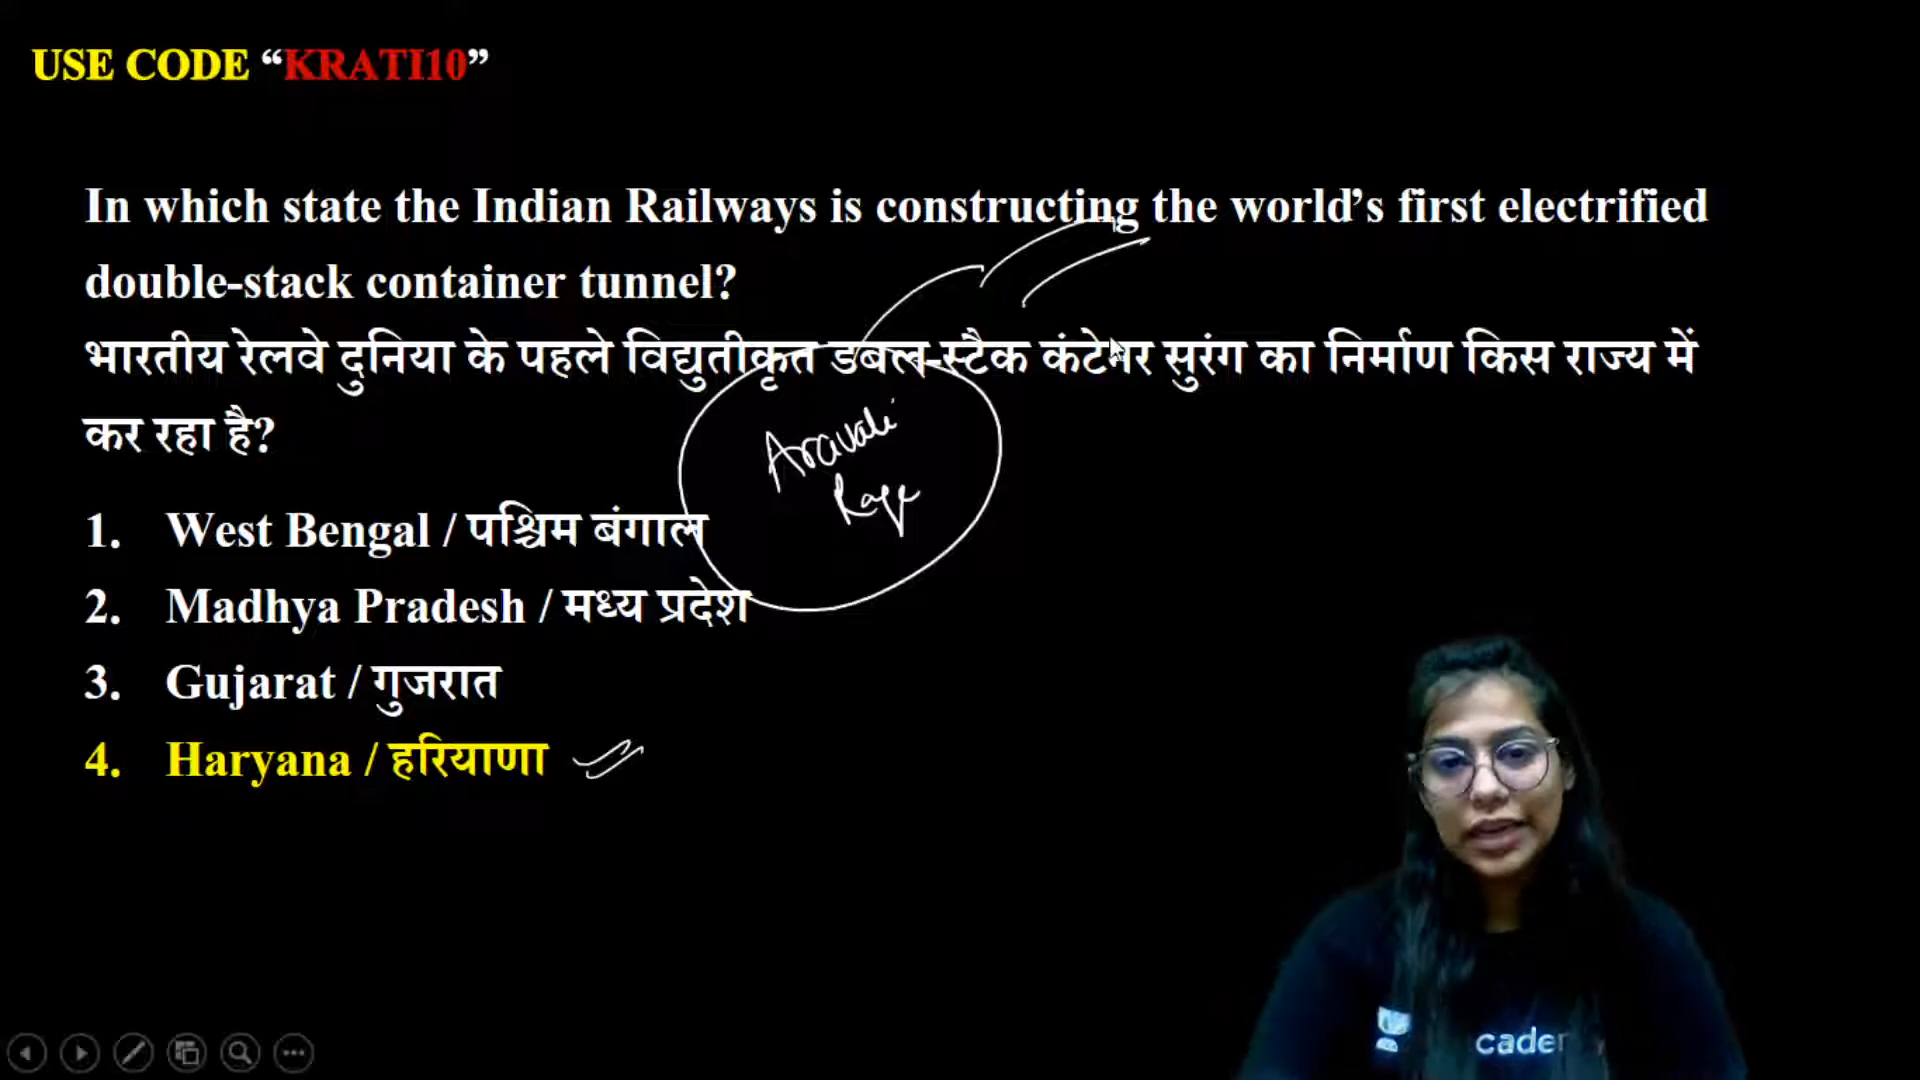 USE CODE “KRATI10”
In which state the Indian Railways is constructing the world’s first electrified
double-stack container tunnel?
भारतीय रेलवे दुनिया के पहले विद्युतीकृत डबल-स्टैक कंटेनर सुरंग का निर्माण किस राज्य में
कर रहा है?
Aravali
1. West Bengal / पश्चिम बंगाल
2. Madhya Pradesh / मध्य प्रदेश
3. Gujarat / गुजरात
4. Haryana / हरियाणा